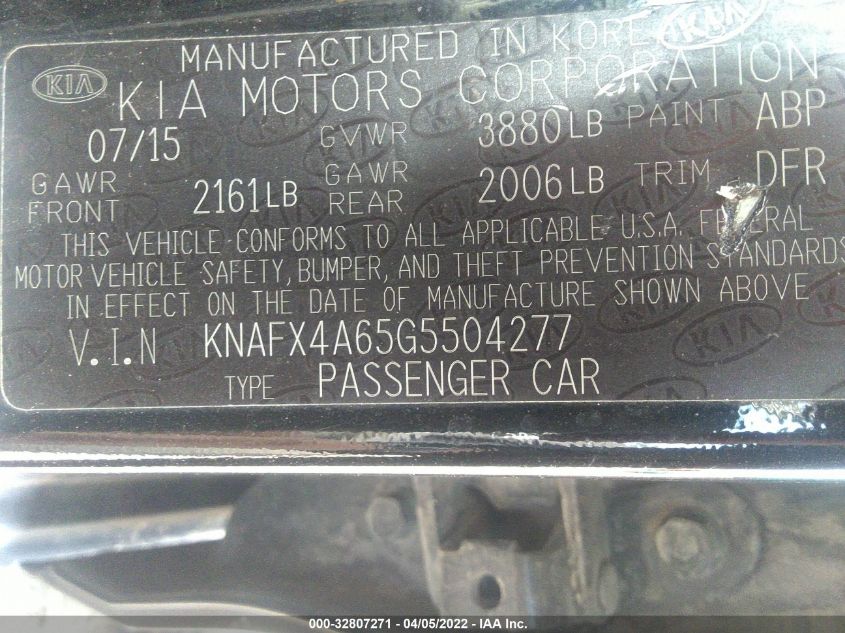 MANUFACTURED IN KORE
KIA KIA MOTORS CORPORATION
07/15 GVWR 3880LB PAINT ABP
GAWR FRONT 2161LB GAWR REAR 2006LB TRIM DFR
THIS VEHICLE CONFORMS TO ALL APPLICABLE U.S.A. F ERAL
MOTOR VEHICLE SAFETY, BUMPER, AND THEFT PREVENTION STANDARDS
IN EFFECT ON THE DATE OF MANUFACTURE SHOWN ABOVE
V.I.N KNAFX4A65G5504277
TYPE PASSENGER CAR
000-32807271 - 04/05/2022 - IAA Inc.